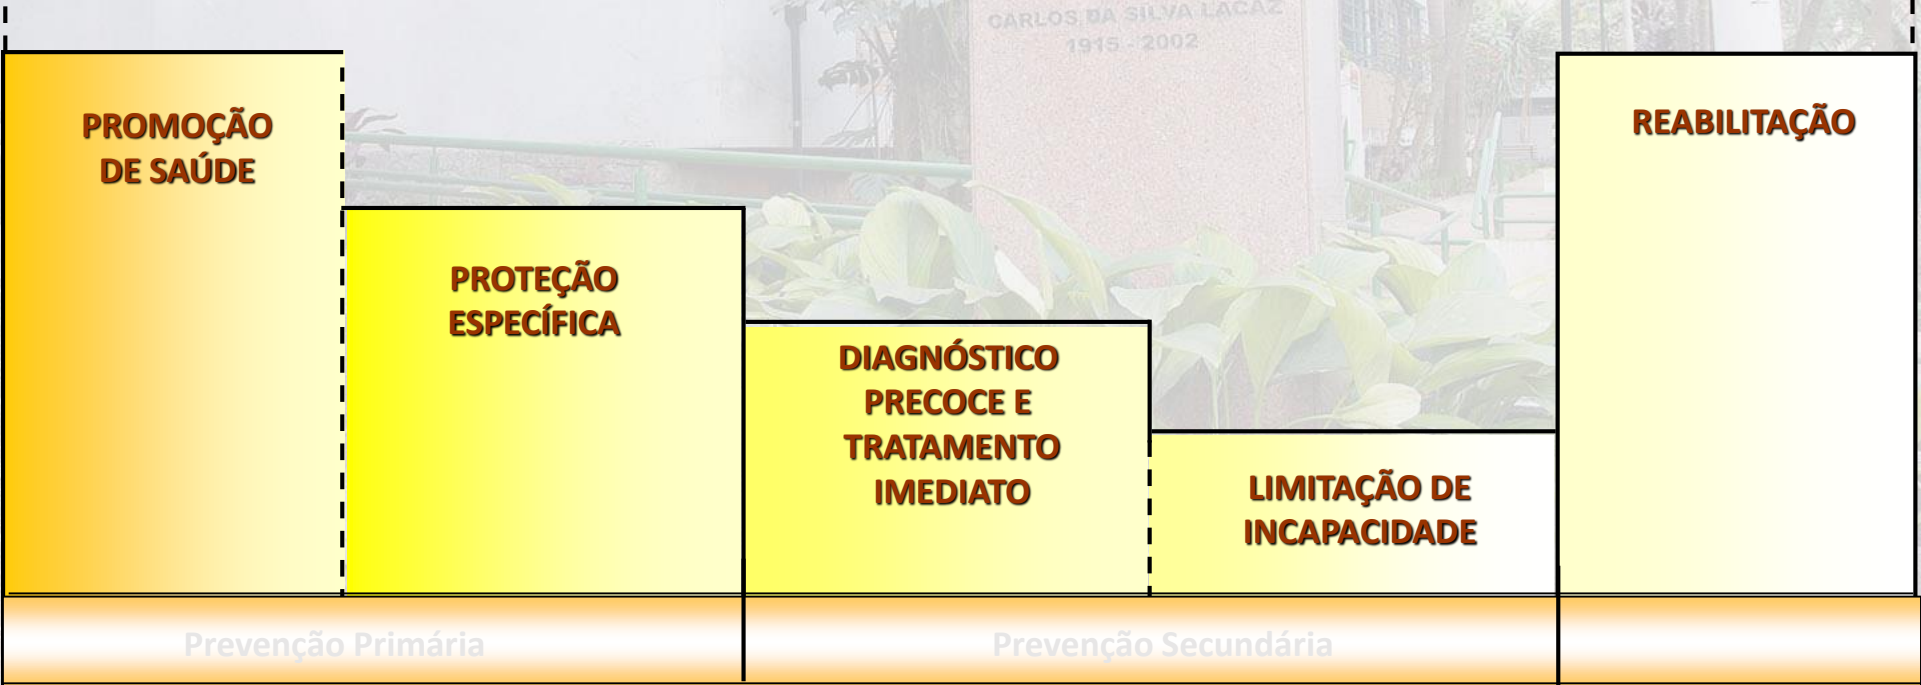 CARLOS DA SILVA LACAZ
1915 - 2002
PROMOÇÃO
DE SAÚDE
REABILITAÇÃO
PROTEÇÃO
ESPECÍFICA
DIAGNÓSTICO
PRECOCE E
TRATAMENTO
IMEDIATO
LIMITAÇÃO DE
INCAPACIDADE
Prevenção Primária
Prevenção Secundária